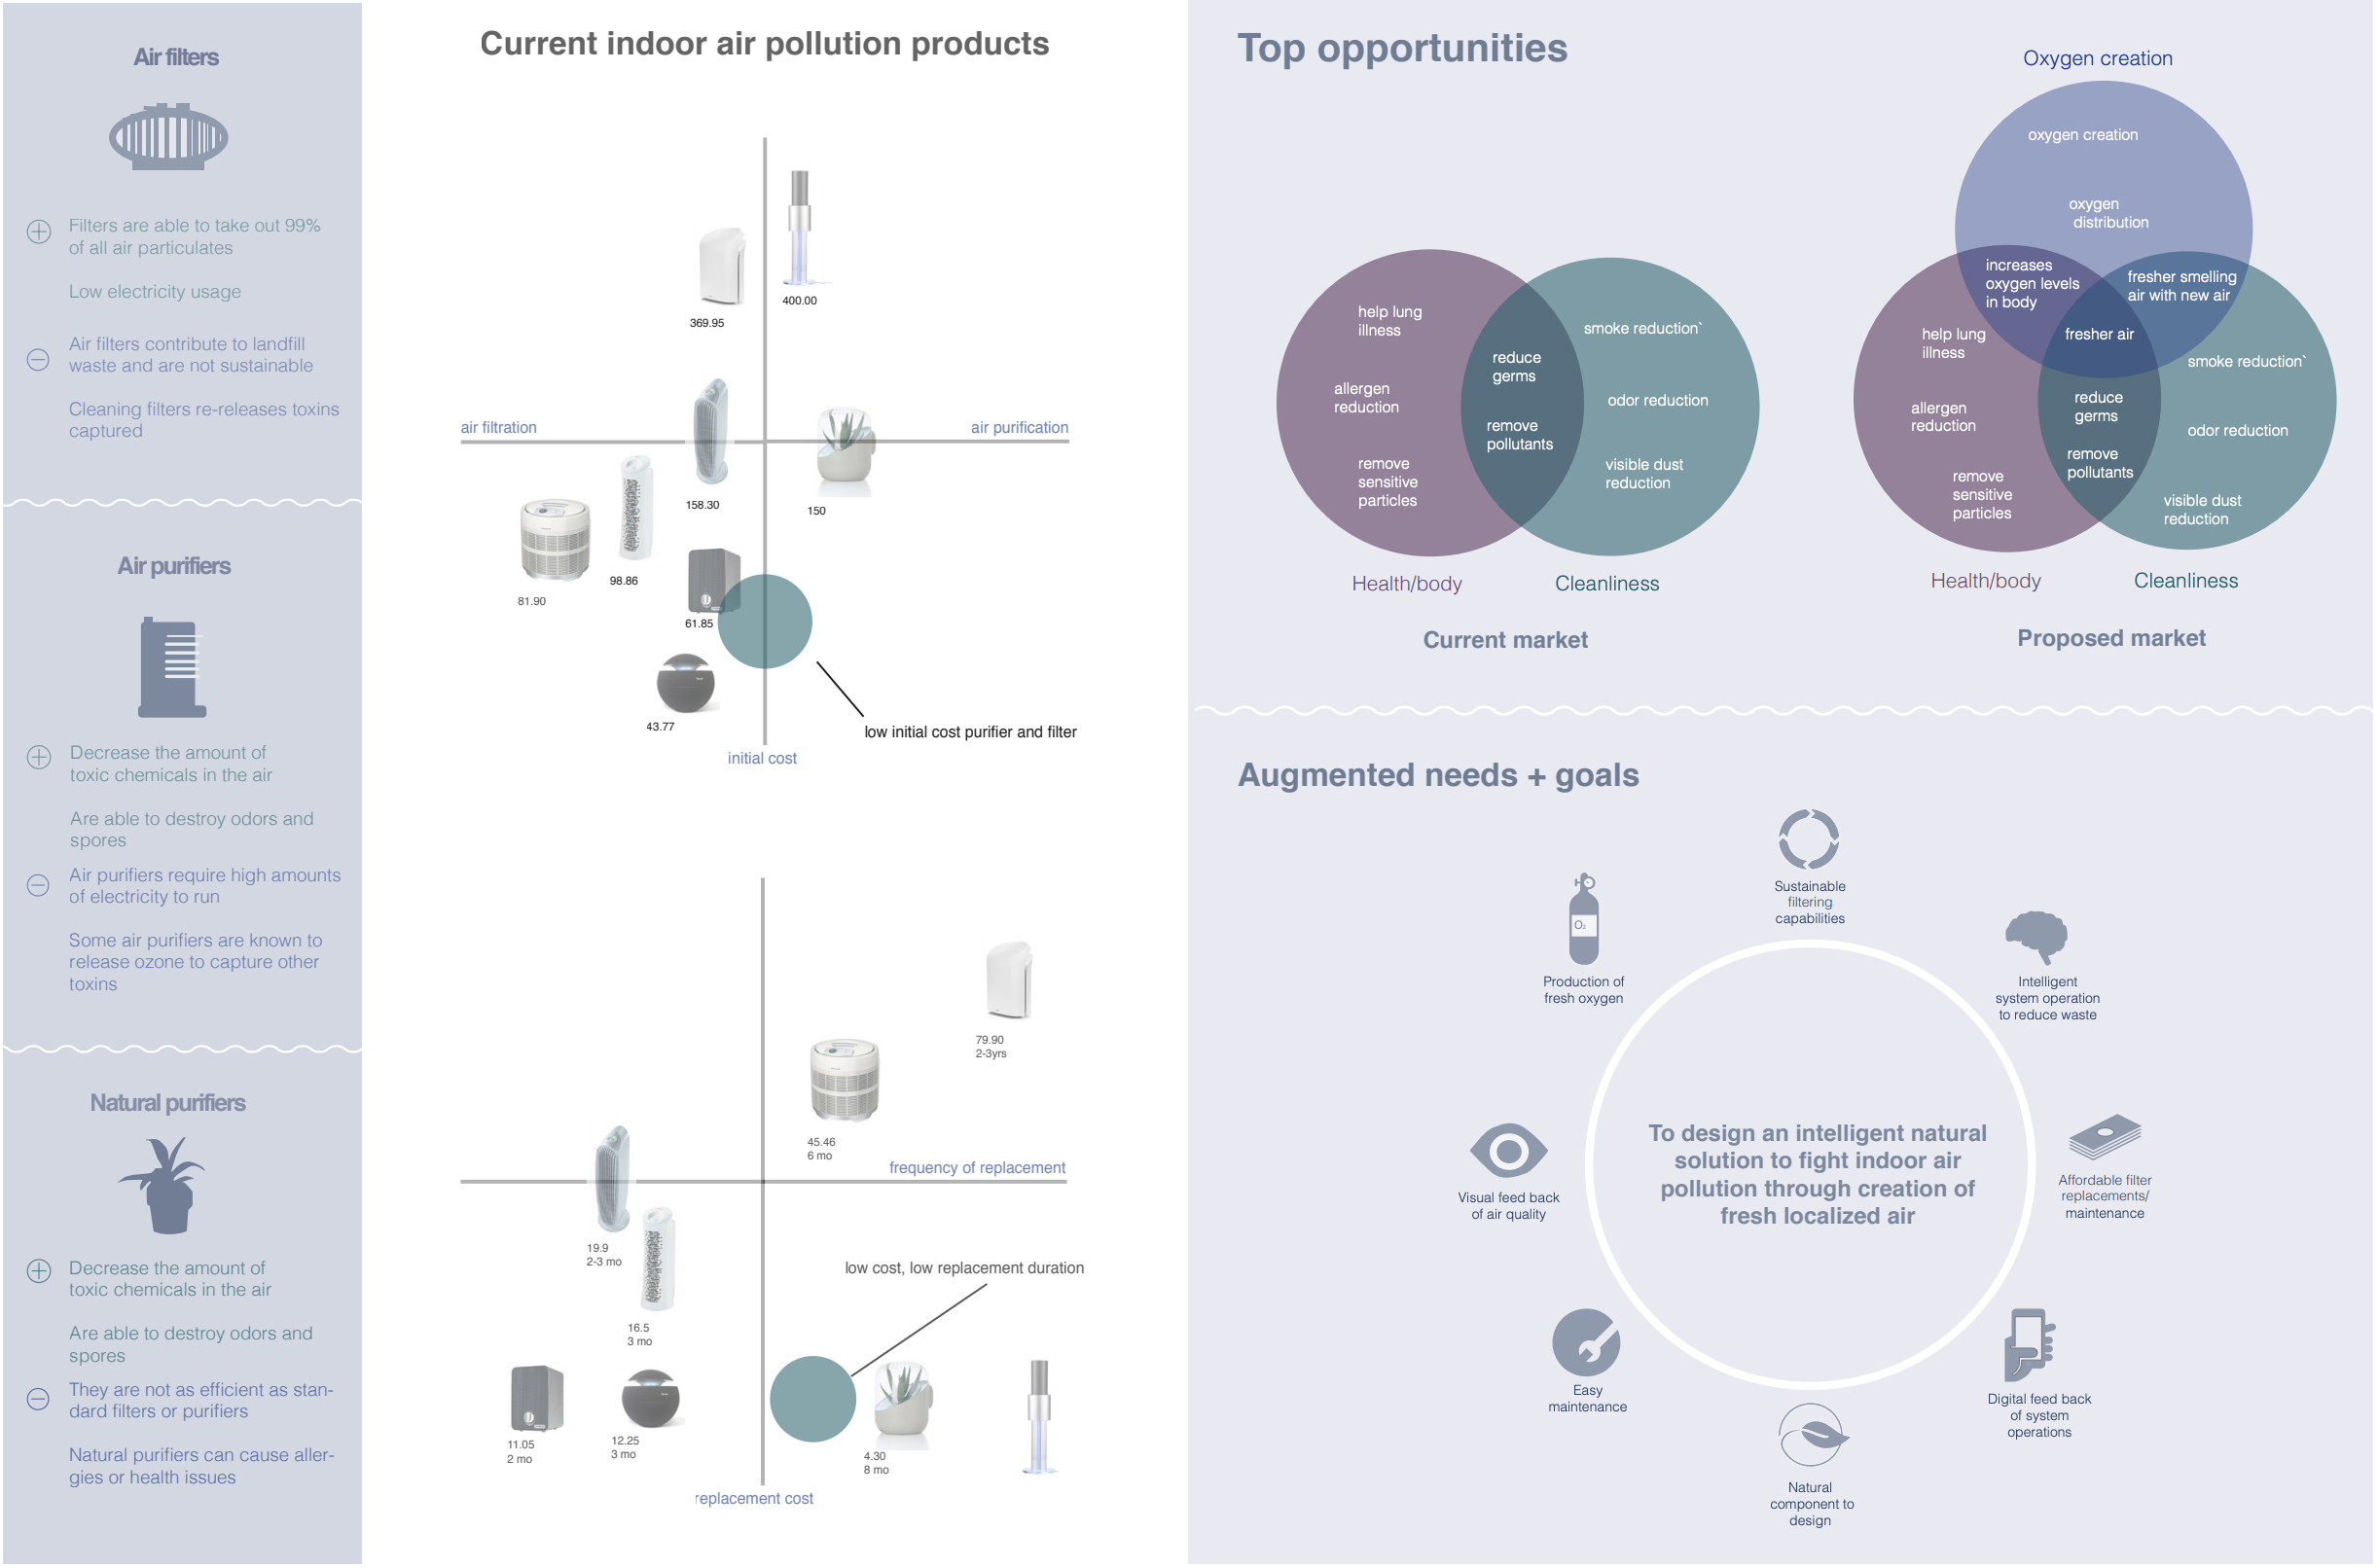 Air filters
Filters are able to take out 99%
of all air particulates
Low electricity usage
Air filters contribute to landfill
waste and are not sustainable
Cleaning filters re-releases toxins
captured
Air purifiers
Decrease the amount of
toxic chemicals in the air
Are able to destroy odors and
spores
Air purifiers require high amounts
of electricity to run
Some air purifiers are known to
release ozone to capture other
toxins
Natural purifiers
Decrease the amount of
toxic chemicals in the air
Are able to destroy odors and
spores
They are not as efficient as stan-
dard filters or purifiers
Natural purifiers can cause aller-
gies or health issues
Current indoor air pollution products
400.00
369.95
air filtration
air purification
158.30
150
98.86
81.90
61.85
43.77
low initial cost purifier and filter
initial cost
79.90
2-3yrs
45.46
6 mo
frequency of replacement
19.9
2-3 mo
low cost, low replacement duration
16.5
3 mo
11.05
2 mo
12.25
3 mo
4.30
8 mo
replacement cost
Top opportunities
help lung
illness
allergen
reduction
remove
sensitive
particles
reduce
germs
remove
pollutants
smoke reduction`
odor reduction
visible dust
reduction
Health/body
Cleanliness
Current market
Oxygen creation
oxygen creation
oxygen
distribution
increases
oxygen levels
in body
fresher smelling
air with new air
fresher air
help lung
illness
allergen
reduction
remove
sensitive
particles
reduce
germs
remove
pollutants
smoke reduction`
odor reduction
visible dust
reduction
Health/body
Cleanliness
Proposed market
Augmented needs + goals
Sustainable
filtering
capabilities
O₂
Production of
fresh oxygen
Intelligent
system operation
to reduce waste
To design an intelligent natural
solution to fight indoor air
pollution through creation of
fresh localized air
Visual feed back
of air quality
Affordable filter
replacements/
maintenance
Easy
maintenance
Digital feed back
of system
operations
Natural
component to
design